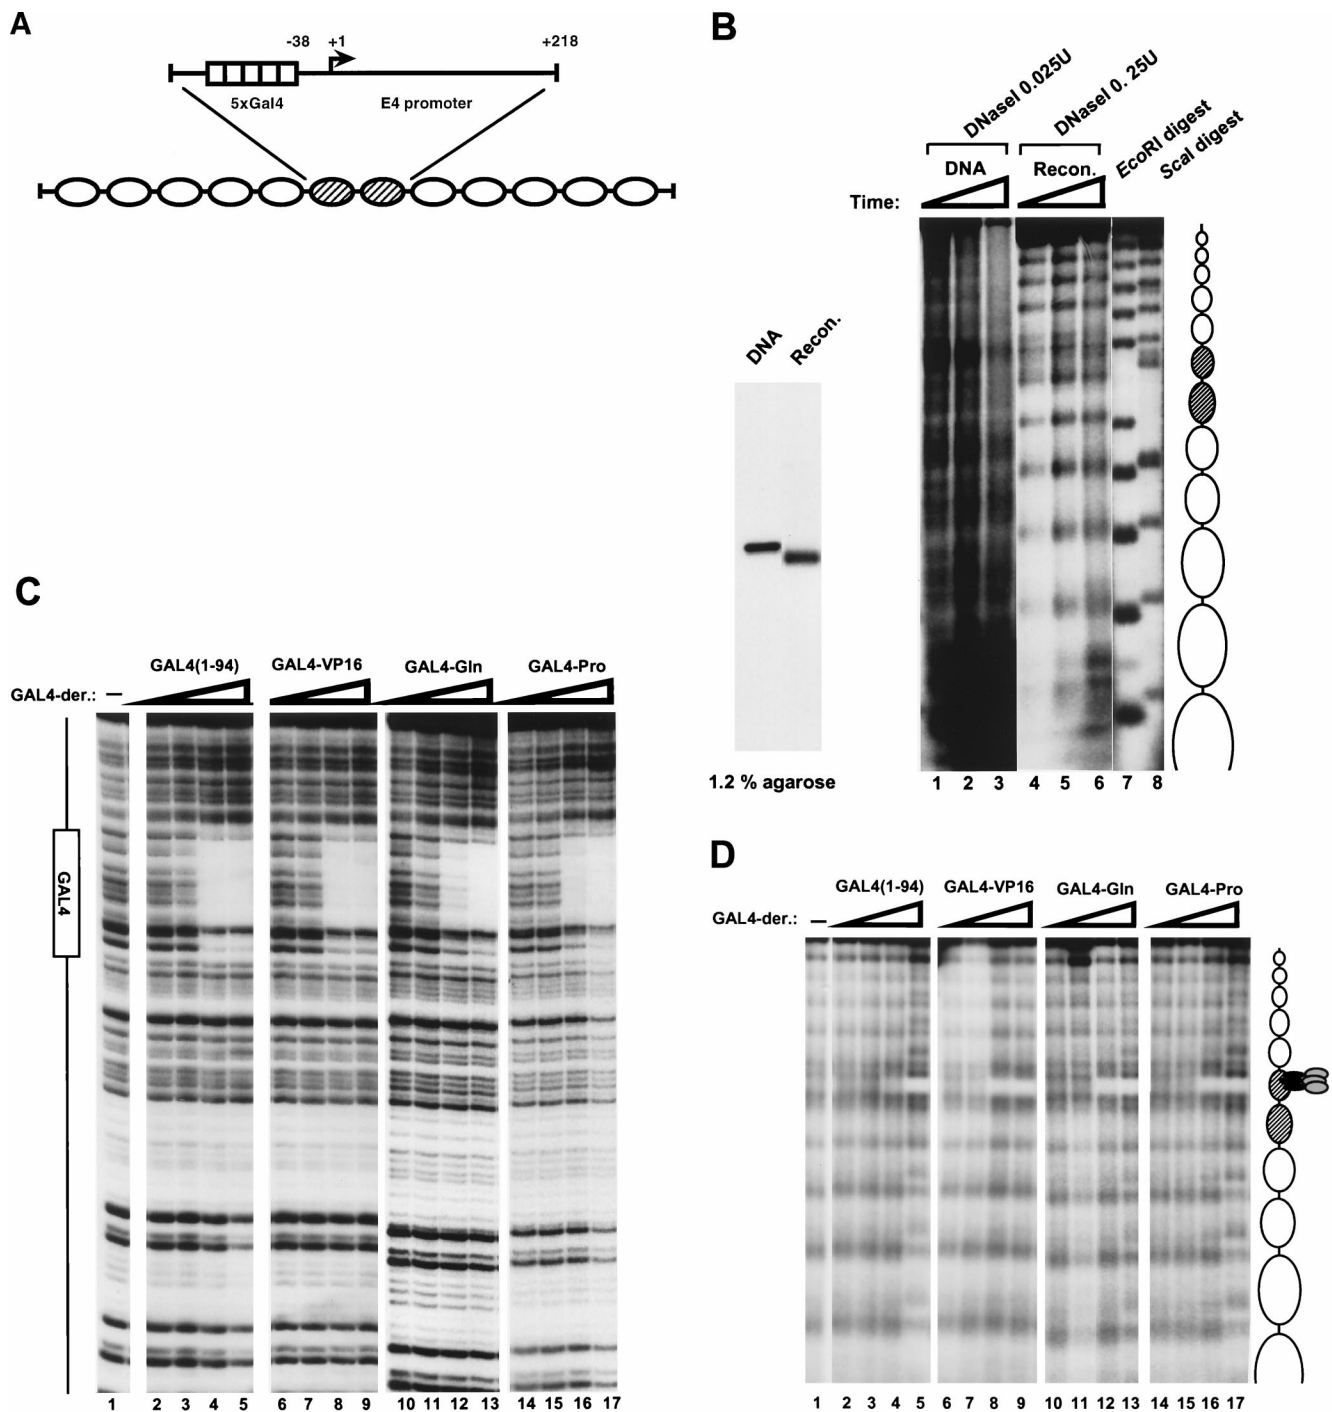 A
-38 +1 +218
5xGal4 E4 promoter
B
DNaseI 0.025U
DNaseI 0. 25U
EcoRI digest
ScaI digest
DNA Recon.
Time:
DNA
Recon.
1.2 % agarose
1 2 3 4 5 6 7 8
C
GAL4(1-94) GAL4-VP16 GAL4-Gln GAL4-Pro
GAL4-der.: –
GAL4
1 2 3 4 5 6 7 8 9 10 11 12 13 14 15 16 17
D
GAL4(1-94) GAL4-VP16 GAL4-Gln GAL4-Pro
GAL4-der.: –
1 2 3 4 5 6 7 8 9 10 11 12 13 14 15 16 17